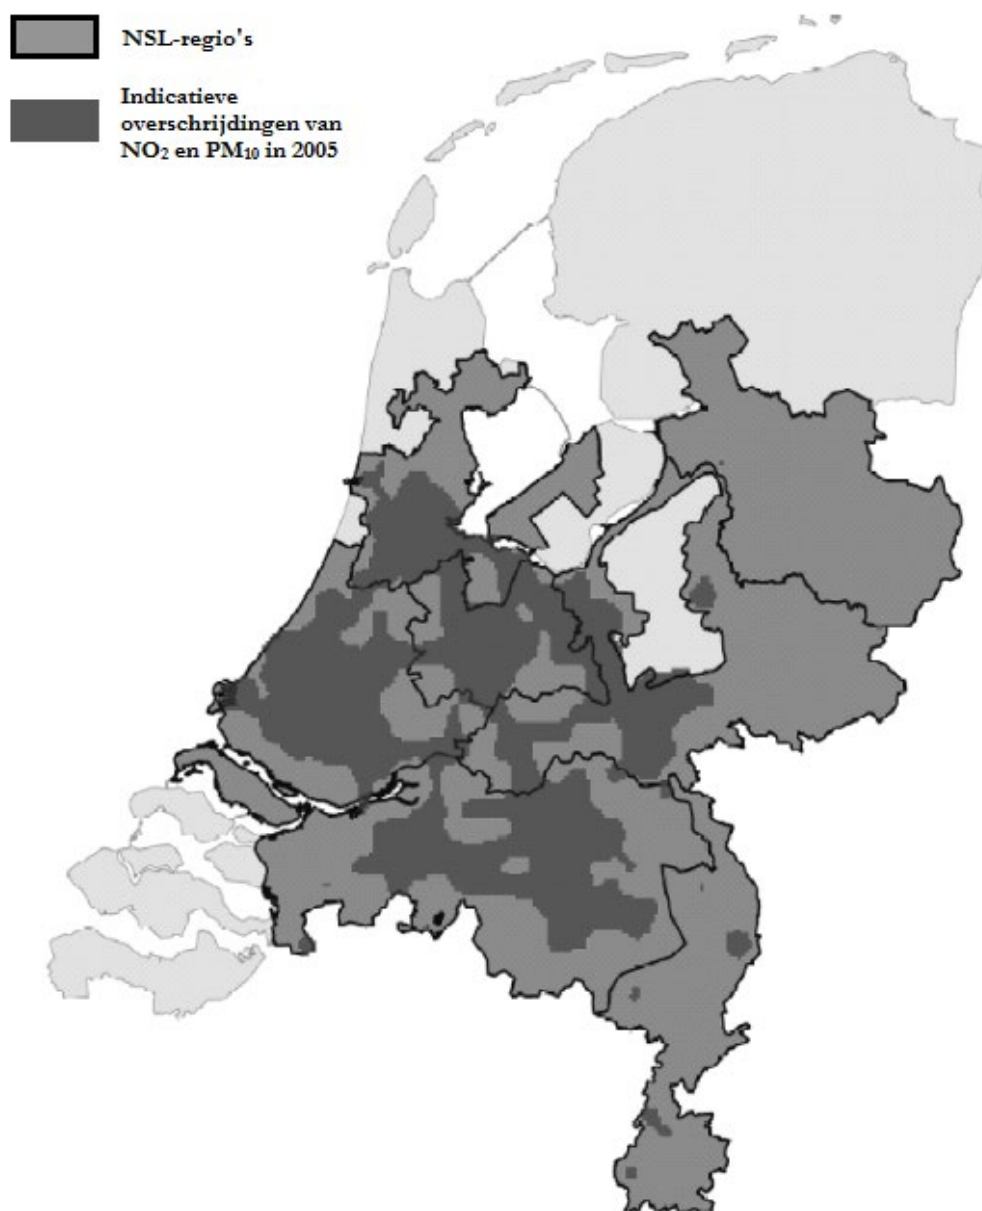 NSL-regio's
Indicatieve
overschrijdingen van
NO₂ en PM₁₀ in 2005